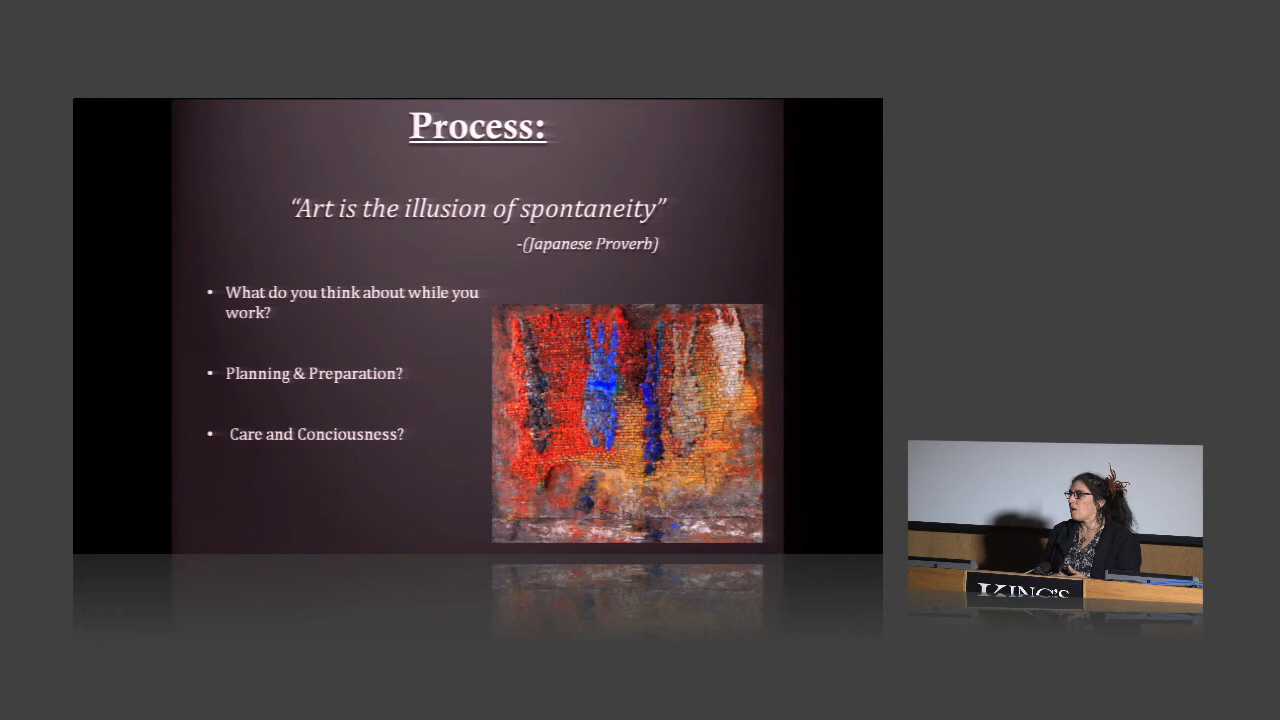 Process:
“Art is the illusion of spontaneity”
-(Japanese Proverb)
• What do you think about while you
work?
• Planning & Preparation?
• Care and Conciousness?
KING'S